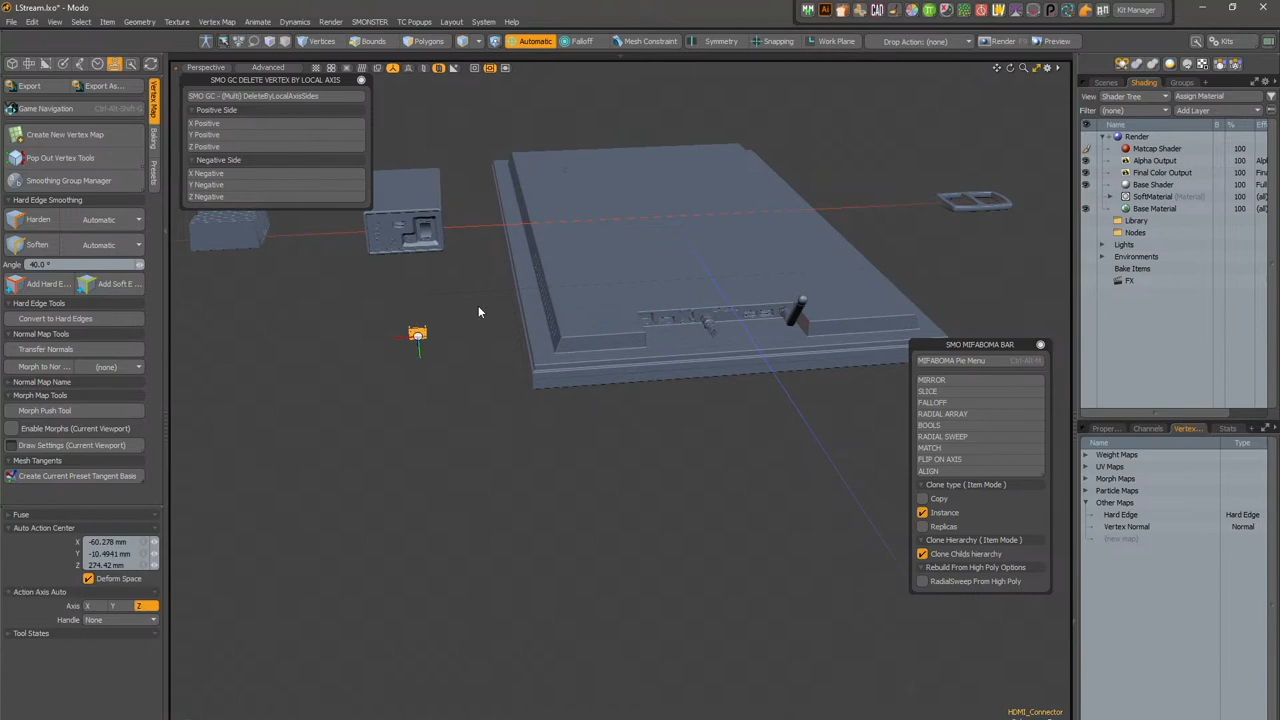 LStream.lxo* - Modo
File Edit View Select Item Geometry Texture Vertex Map Animate Dynamics Render SMONSTER TC Popups Layout System Help
Kit Manager
Vertices Bounds Polygons Automatic Falloff Mesh Constraint Symmetry Snapping Work Plane Drop Action: (none) Render Preview Kits
Perspective Advanced
Export Export As...
Game Navigation Ctrl-Alt-Shift-G
Create New Vertex Map
Pop Out Vertex Tools
Smoothing Group Manager
Hard Edge Smoothing
Harden Automatic
Soften Automatic
Angle 40.0 °
Add Hard E... Add Soft E...
Hard Edge Tools
Convert to Hard Edges
Normal Map Tools
Transfer Normals
Morph to Nor... (none)
Normal Map Name
Morph Map Tools
Morph Push Tool
Enable Morphs (Current Viewport)
Draw Settings (Current Viewport)
Mesh Tangents
Create Current Preset Tangent Basis
Vertex Map
Baking
Presets
Fuse
Auto Action Center
X -60.278 mm
Y -10.4941 mm
Z 274.42 mm
Deform Space
Action Axis Auto
Axis X Y Z
Handle None
Tool States
SMO GC DELETE VERTEX BY LOCAL AXIS
SMO GC - (Multi) DeleteByLocalAxisSides
Positive Side
X Positive
Y Positive
Z Positive
Negative Side
X Negative
Y Negative
Z Negative
SMO MIFABOMA BAR
MIFABOMA Pie Menu Ctrl-Alt-M
MIRROR
SLICE
FALLOFF
RADIAL ARRAY
BOOLS
RADIAL SWEEP
MATCH
FLIP ON AXIS
ALIGN
Clone type ( Item Mode )
Copy
Instance
Replicas
Clone Hierarchy ( Item Mode )
Clone Childs hierarchy
Rebuild From High Poly Options
RadialSweep From High Poly
HDMI_Connector
Scenes Shading Groups
View Shader Tree Assign Material
Filter (none) Add Layer
Name B % Eff
Render
Matcap Shader 100
Alpha Output 100 Alp
Final Color Output 100 Fina
Base Shader 100 Full
SoftMaterial (Material) 100 (all)
Base Material 100 (all)
Library
Nodes
Lights
Environments
Bake Items
FX
Proper... Channels Vertex... Stats
Name Type
Weight Maps
UV Maps
Morph Maps
Particle Maps
Other Maps
Hard Edge Hard Edge
Vertex Normal Normal
(new map)